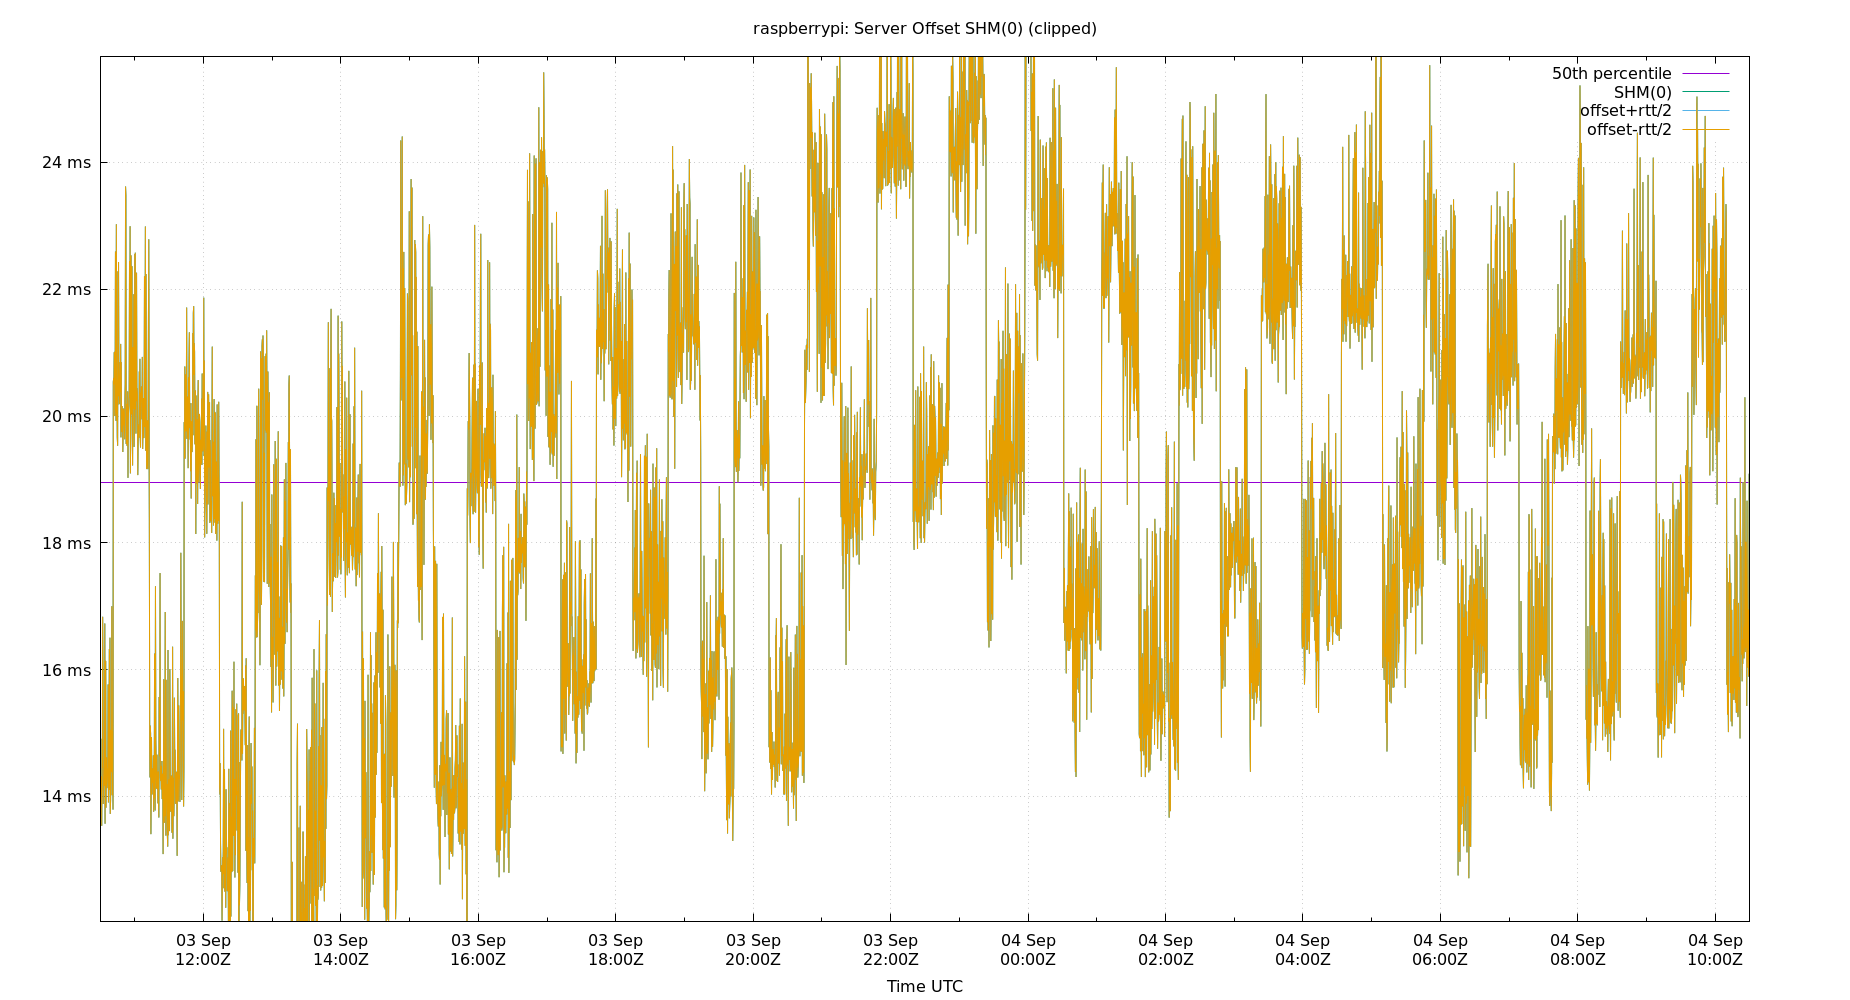 raspberrypi: Server Offset SHM(0) (clipped)
50th percentile
SHM(0)
offset+rtt/2
offset-rtt/2
24 ms
22 ms
20 ms
18 ms
16 ms
14 ms
03 Sep 03 Sep 03 Sep 03 Sep 03 Sep 03 Sep 04 Sep 04 Sep 04 Sep 04 Sep 04 Sep 04 Sep
12:00Z 14:00Z 16:00Z 18:00Z 20:00Z 22:00Z 00:00Z 02:00Z 04:00Z 06:00Z 08:00Z 10:00Z
Time UTC